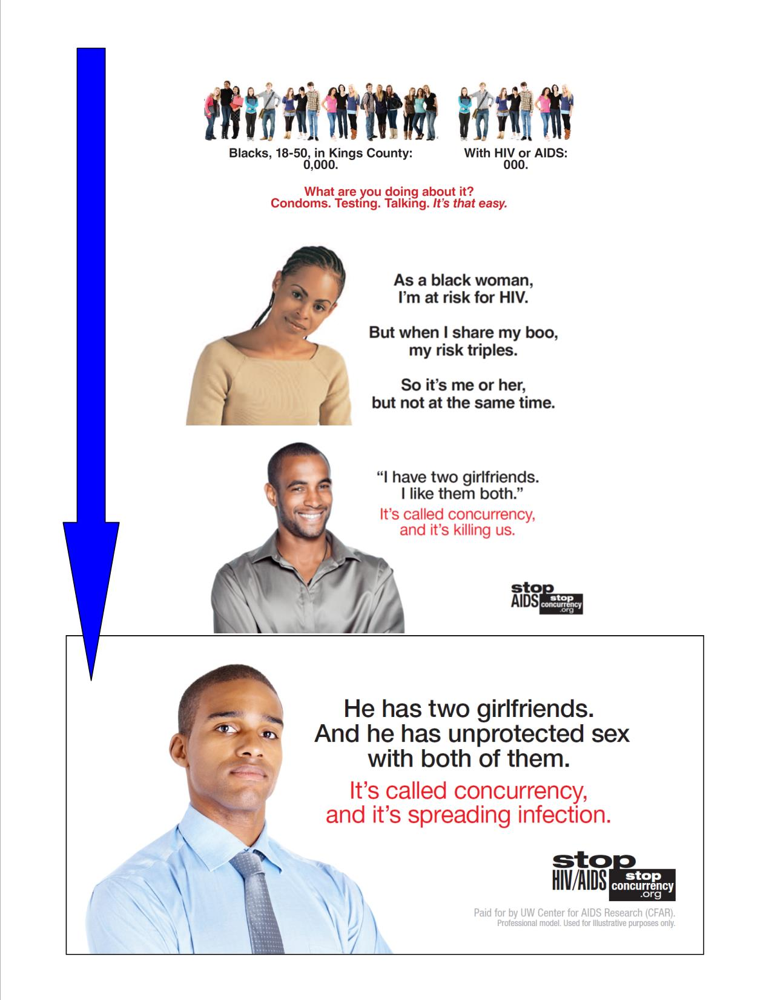 Blacks, 18-50, in Kings County:
0,000.
With HIV or AIDS:
000.
What are you doing about it?
Condoms. Testing. Talking. It's that easy.
As a black woman,
I'm at risk for HIV.
But when I share my boo,
my risk triples.
So it's me or her,
but not at the same time.
“I have two girlfriends.
I like them both.”
It's called concurrency,
and it's killing us.
stop
AIDS
stop
concurrency
.org
He has two girlfriends.
And he has unprotected sex
with both of them.
It's called concurrency,
and it's spreading infection.
stop
HIV/AIDS
stop
concurrency
.org
Paid for by UW Center for AIDS Research (CFAR).
Professional model. Used for Illustrative purposes only.